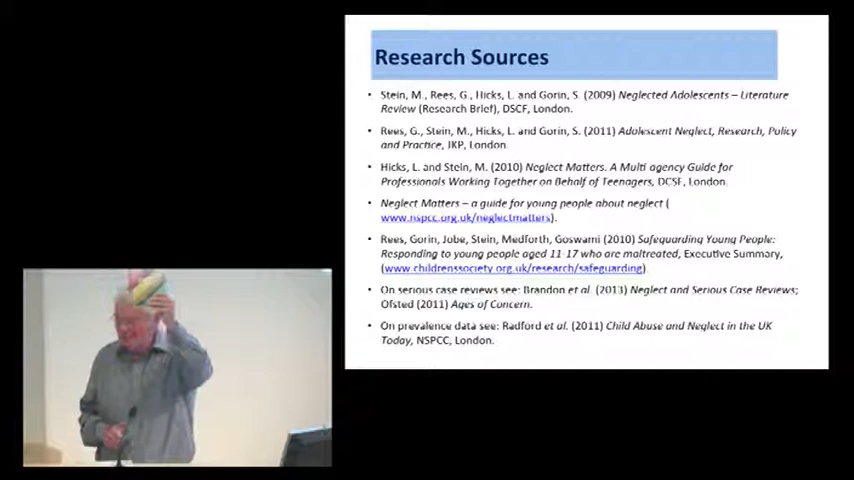 Research Sources
• Stein, M., Rees, G., Hicks, L. and Gorin, S. (2009) Neglected Adolescents – Literature
Review (Research Brief), DSCF, London.
• Rees, G., Stein, M., Hicks, L. and Gorin, S. (2011) Adolescent Neglect, Research, Policy
and Practice, JKP, London.
• Hicks, L. and Stein, M. (2010) Neglect Matters. A Multi agency Guide for
Professionals Working Together on Behalf of Teenagers, DCSF, London.
• Neglect Matters – a guide for young people about neglect (
www.nspcc.org.uk/neglectmatters).
• Rees, Gorin, Jobe, Stein, Medforth, Goswami (2010) Safeguarding Young People:
Responding to young people aged 11-17 who are maltreated, Executive Summary,
(www.childrenssociety.org.uk/research/safeguarding).
• On serious case reviews see: Brandon et al. (2013) Neglect and Serious Case Reviews;
Ofsted (2011) Ages of Concern.
• On prevalence data see: Radford et al. (2011) Child Abuse and Neglect in the UK
Today, NSPCC, London.